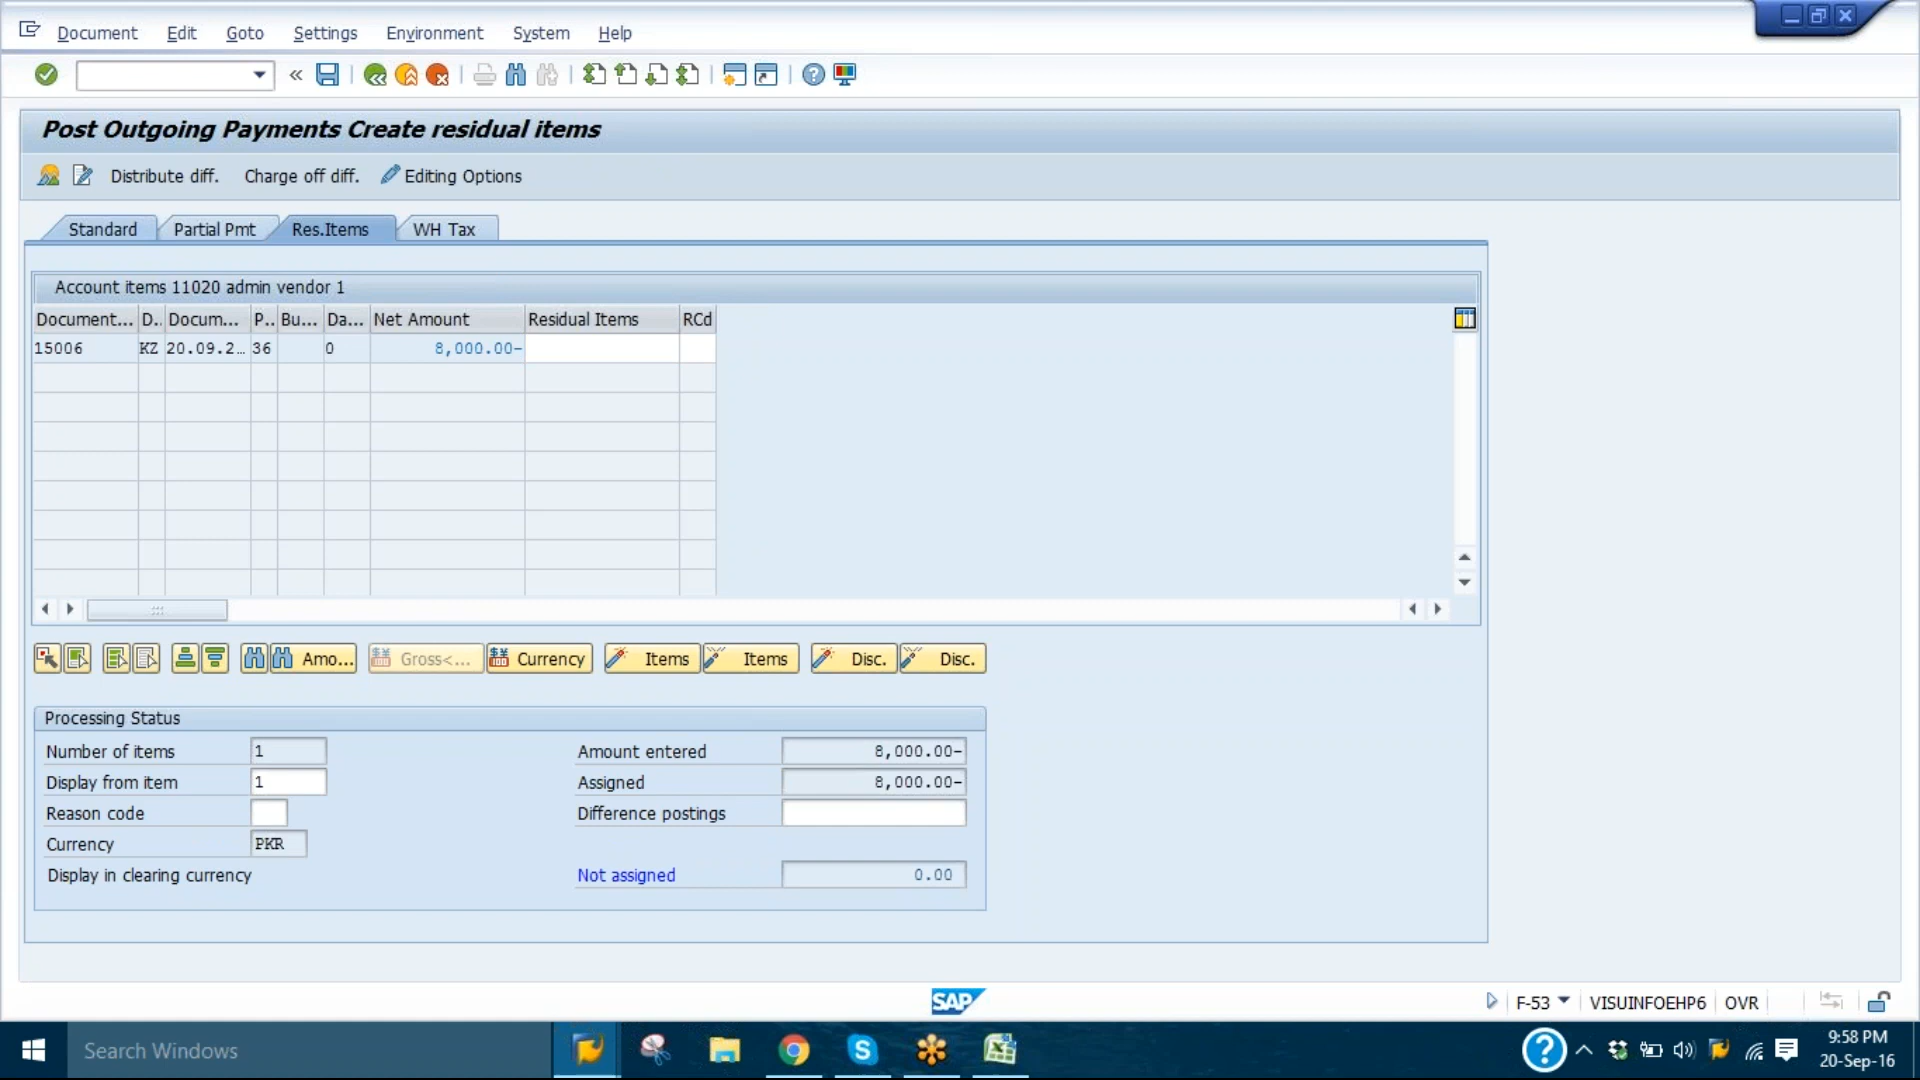 Document Edit Goto Settings Environment System Help
Post Outgoing Payments Create residual items
Distribute diff. Charge off diff. Editing Options
Standard Partial Pmt Res.Items WH Tax
Account items 11020 admin vendor 1
Document... D.. Docum... P.. Bu... Da... Net Amount Residual Items RCd
15006 KZ 20.09.2... 36 0 8,000.00-
Amo... Gross<... Currency Items Items Disc. Disc.
Processing Status
Number of items 1 Amount entered 8,000.00-
Display from item 1 Assigned 8,000.00-
Reason code Difference postings
Currency PKR
Display in clearing currency Not assigned 0.00
SAP F-53 VISUINFOEHP6 OVR
Search Windows 9:58 PM
20-Sep-16